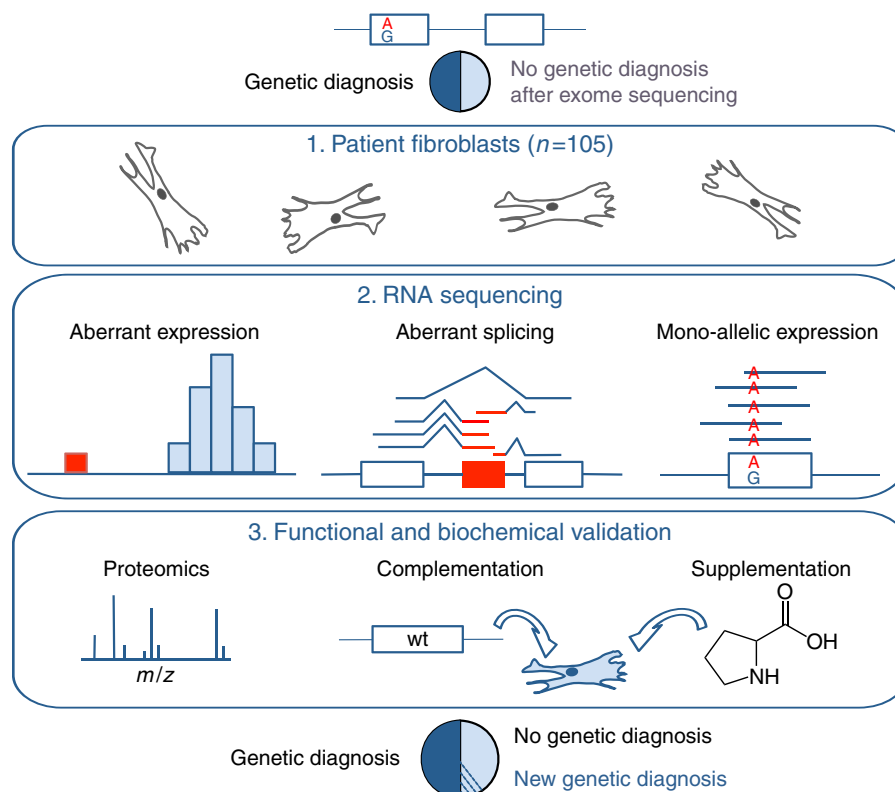 A
G
Genetic diagnosis
No genetic diagnosis
after exome sequencing
1. Patient fibroblasts (n=105)
2. RNA sequencing
Aberrant expression
Aberrant splicing
Mono-allelic expression
A
A
A
A
A
A
G
3. Functional and biochemical validation
Proteomics
Complementation
Supplementation
m/z
wt
O
OH
NH
Genetic diagnosis
No genetic diagnosis
New genetic diagnosis